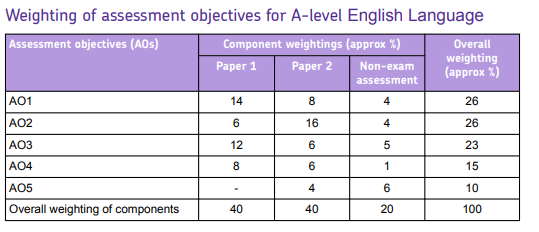 Weighting of assessment objectives for A-level English Language
Assessment objectives (AOs) Component weightings (approx %) Overall weighting (approx %)
Paper 1 Paper 2 Non-exam assessment
AO1 14 8 4 26
AO2 6 16 4 26
AO3 12 6 5 23
AO4 8 6 1 15
AO5 - 4 6 10
Overall weighting of components 40 40 20 100